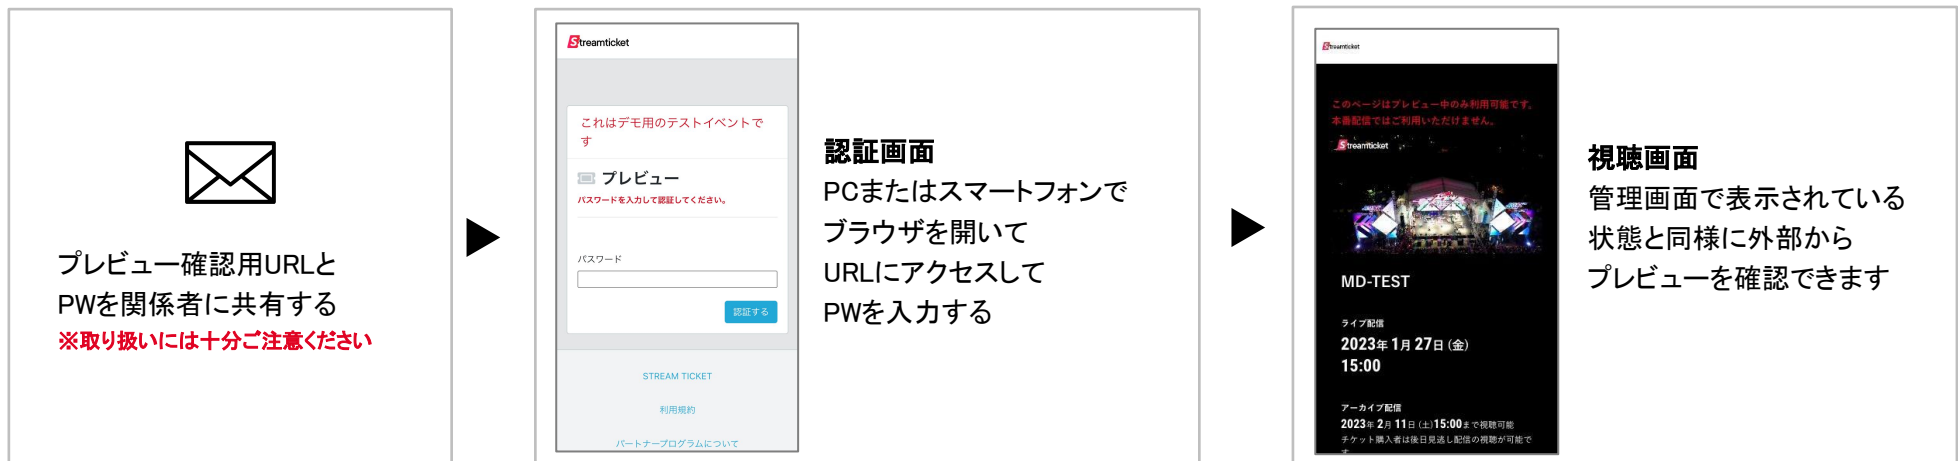 プレビュー確認用URLと
PWを関係者に共有する
※取り扱いには十分ご注意ください
Streamticket
これはデモ用のテストイベントで
す
プレビュー
パスワードを入力して認証してください。
パスワード
認証する
STREAM TICKET
利用規約
パートナープログラムについて
認証画面
PCまたはスマートフォンで
ブラウザを開いて
URLにアクセスして
PWを入力する
Streamticket
このページはプレビュー中のみ利用可能です。
本番配信ではご利用いただけません。
Streamticket
MD-TEST
ライブ配信
2023年 1月 27日 (金)
15:00
アーカイブ配信
2023年 2月 11日 (土)15:00まで視聴可能
チケット購入者は後日見逃し配信の視聴が可能で
す
視聴画面
管理画面で表示されている
状態と同様に外部から
プレビューを確認できます